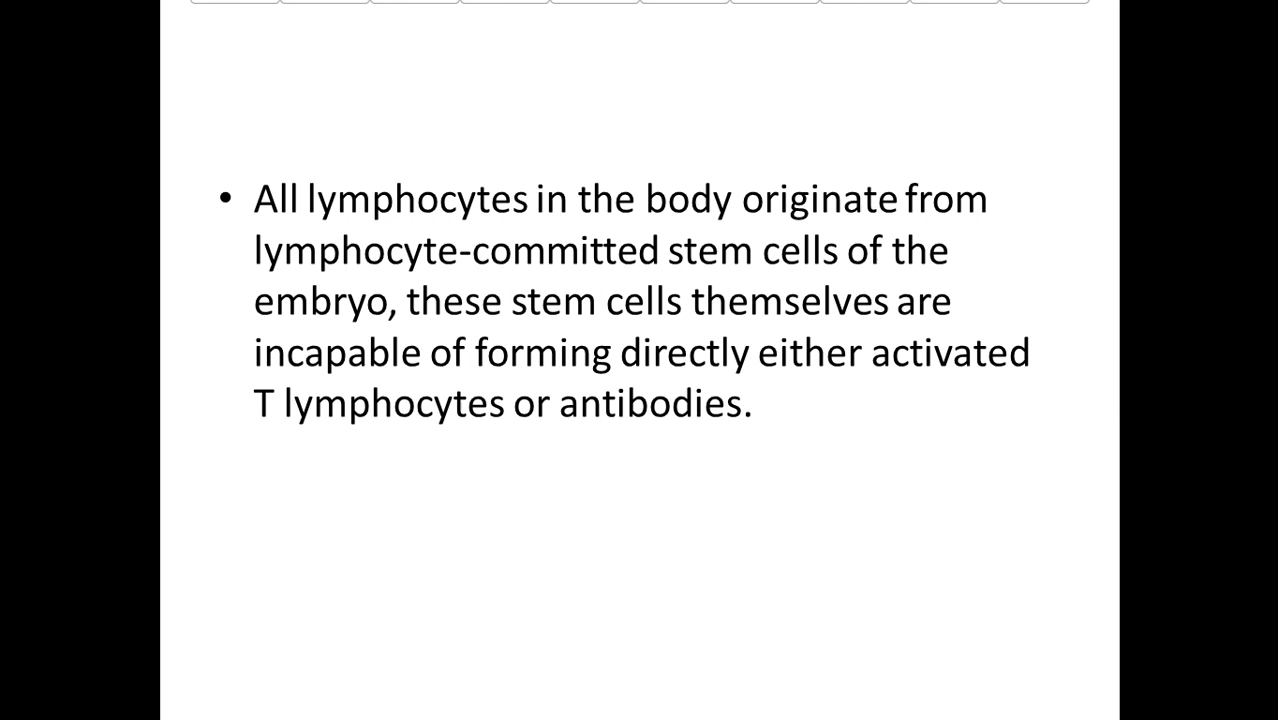 • All lymphocytes in the body originate from
lymphocyte-committed stem cells of the
embryo, these stem cells themselves are
incapable of forming directly either activated
T lymphocytes or antibodies.